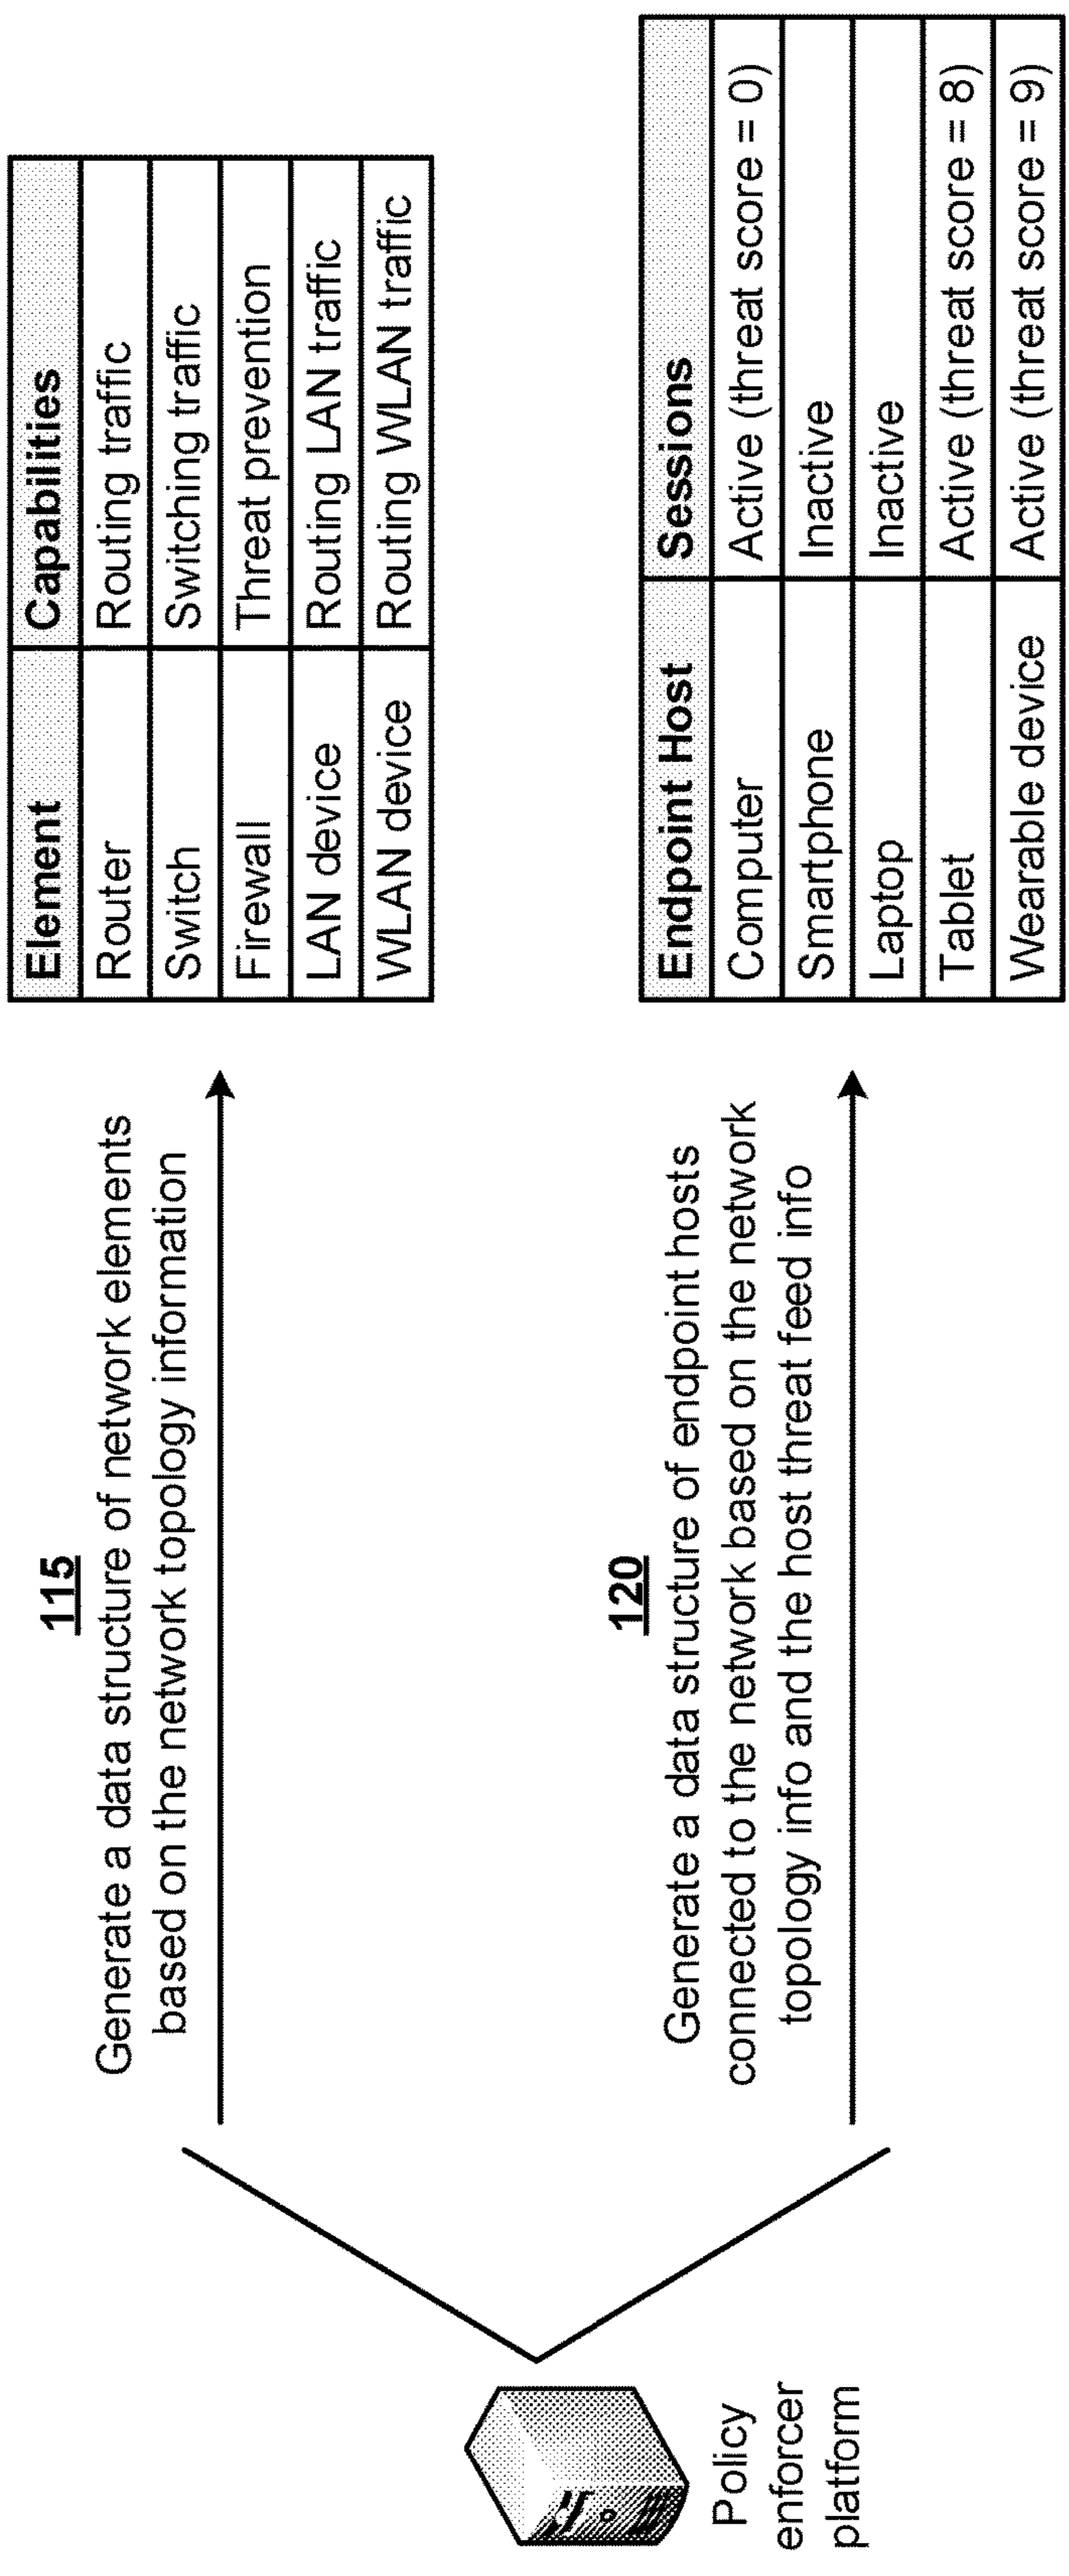 115
Generate a data structure of network elements
based on the network topology information
Element Capabilities
Router Routing traffic
Switch Switching traffic
Firewall Threat prevention
LAN device Routing LAN traffic
WLAN device Routing WLAN traffic
Policy
enforcer
platform
120
Generate a data structure of endpoint hosts
connected to the network based on the network
topology info and the host threat feed info
Endpoint Host Sessions
Computer Active (threat score = 0)
Smartphone Inactive
Laptop Inactive
Tablet Active (threat score = 8)
Wearable device Active (threat score = 9)